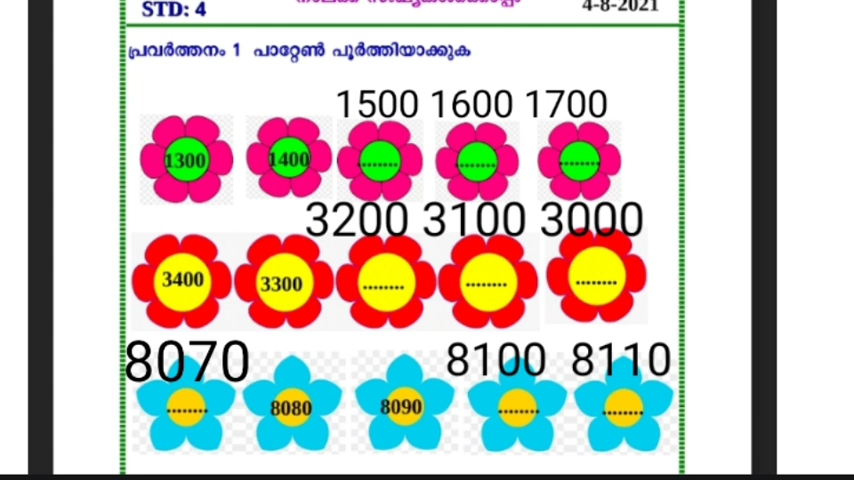 STD: 4
4-8-2021
പ്രവർത്തനം 1 പാറ്റേൺ പൂർത്തിയാക്കുക
1500 1600 1700
1300 1400 ........ ........ ........
3200 3100 3000
3400 3300 ........ ........ ........
8070 8100 8110
........ 8080 8090 ........ ........